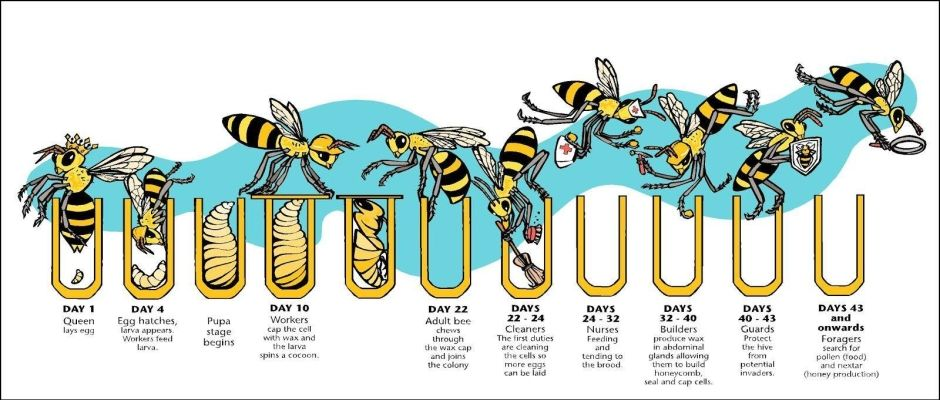 DAY 1
Queen
lays egg
DAY 4
Egg hatches,
larva appears.
Workers feed
larva.
Pupa
stage
begins
DAY 10
Workers
cap the cell
with wax and
the larva
spins a cocoon.
DAY 22
Adult bee
chews
through
the wax cap
and joins
the colony
DAYS
22 - 24
Cleaners
The first duties
are cleaning
the cells so
more eggs
can be laid
DAYS
24 - 32
Nurses
Feeding
and
tending to
the brood.
DAYS
32 - 40
Builders
produce wax
in abdominal
glands allowing
them to build
honeycomb,
seal and cap cells.
DAYS
40 - 43
Guards
Protect
the hive
from
potential
invaders.
DAYS 43
and
onwards
Foragers
search for
pollen (food)
and nextar
(honey production)